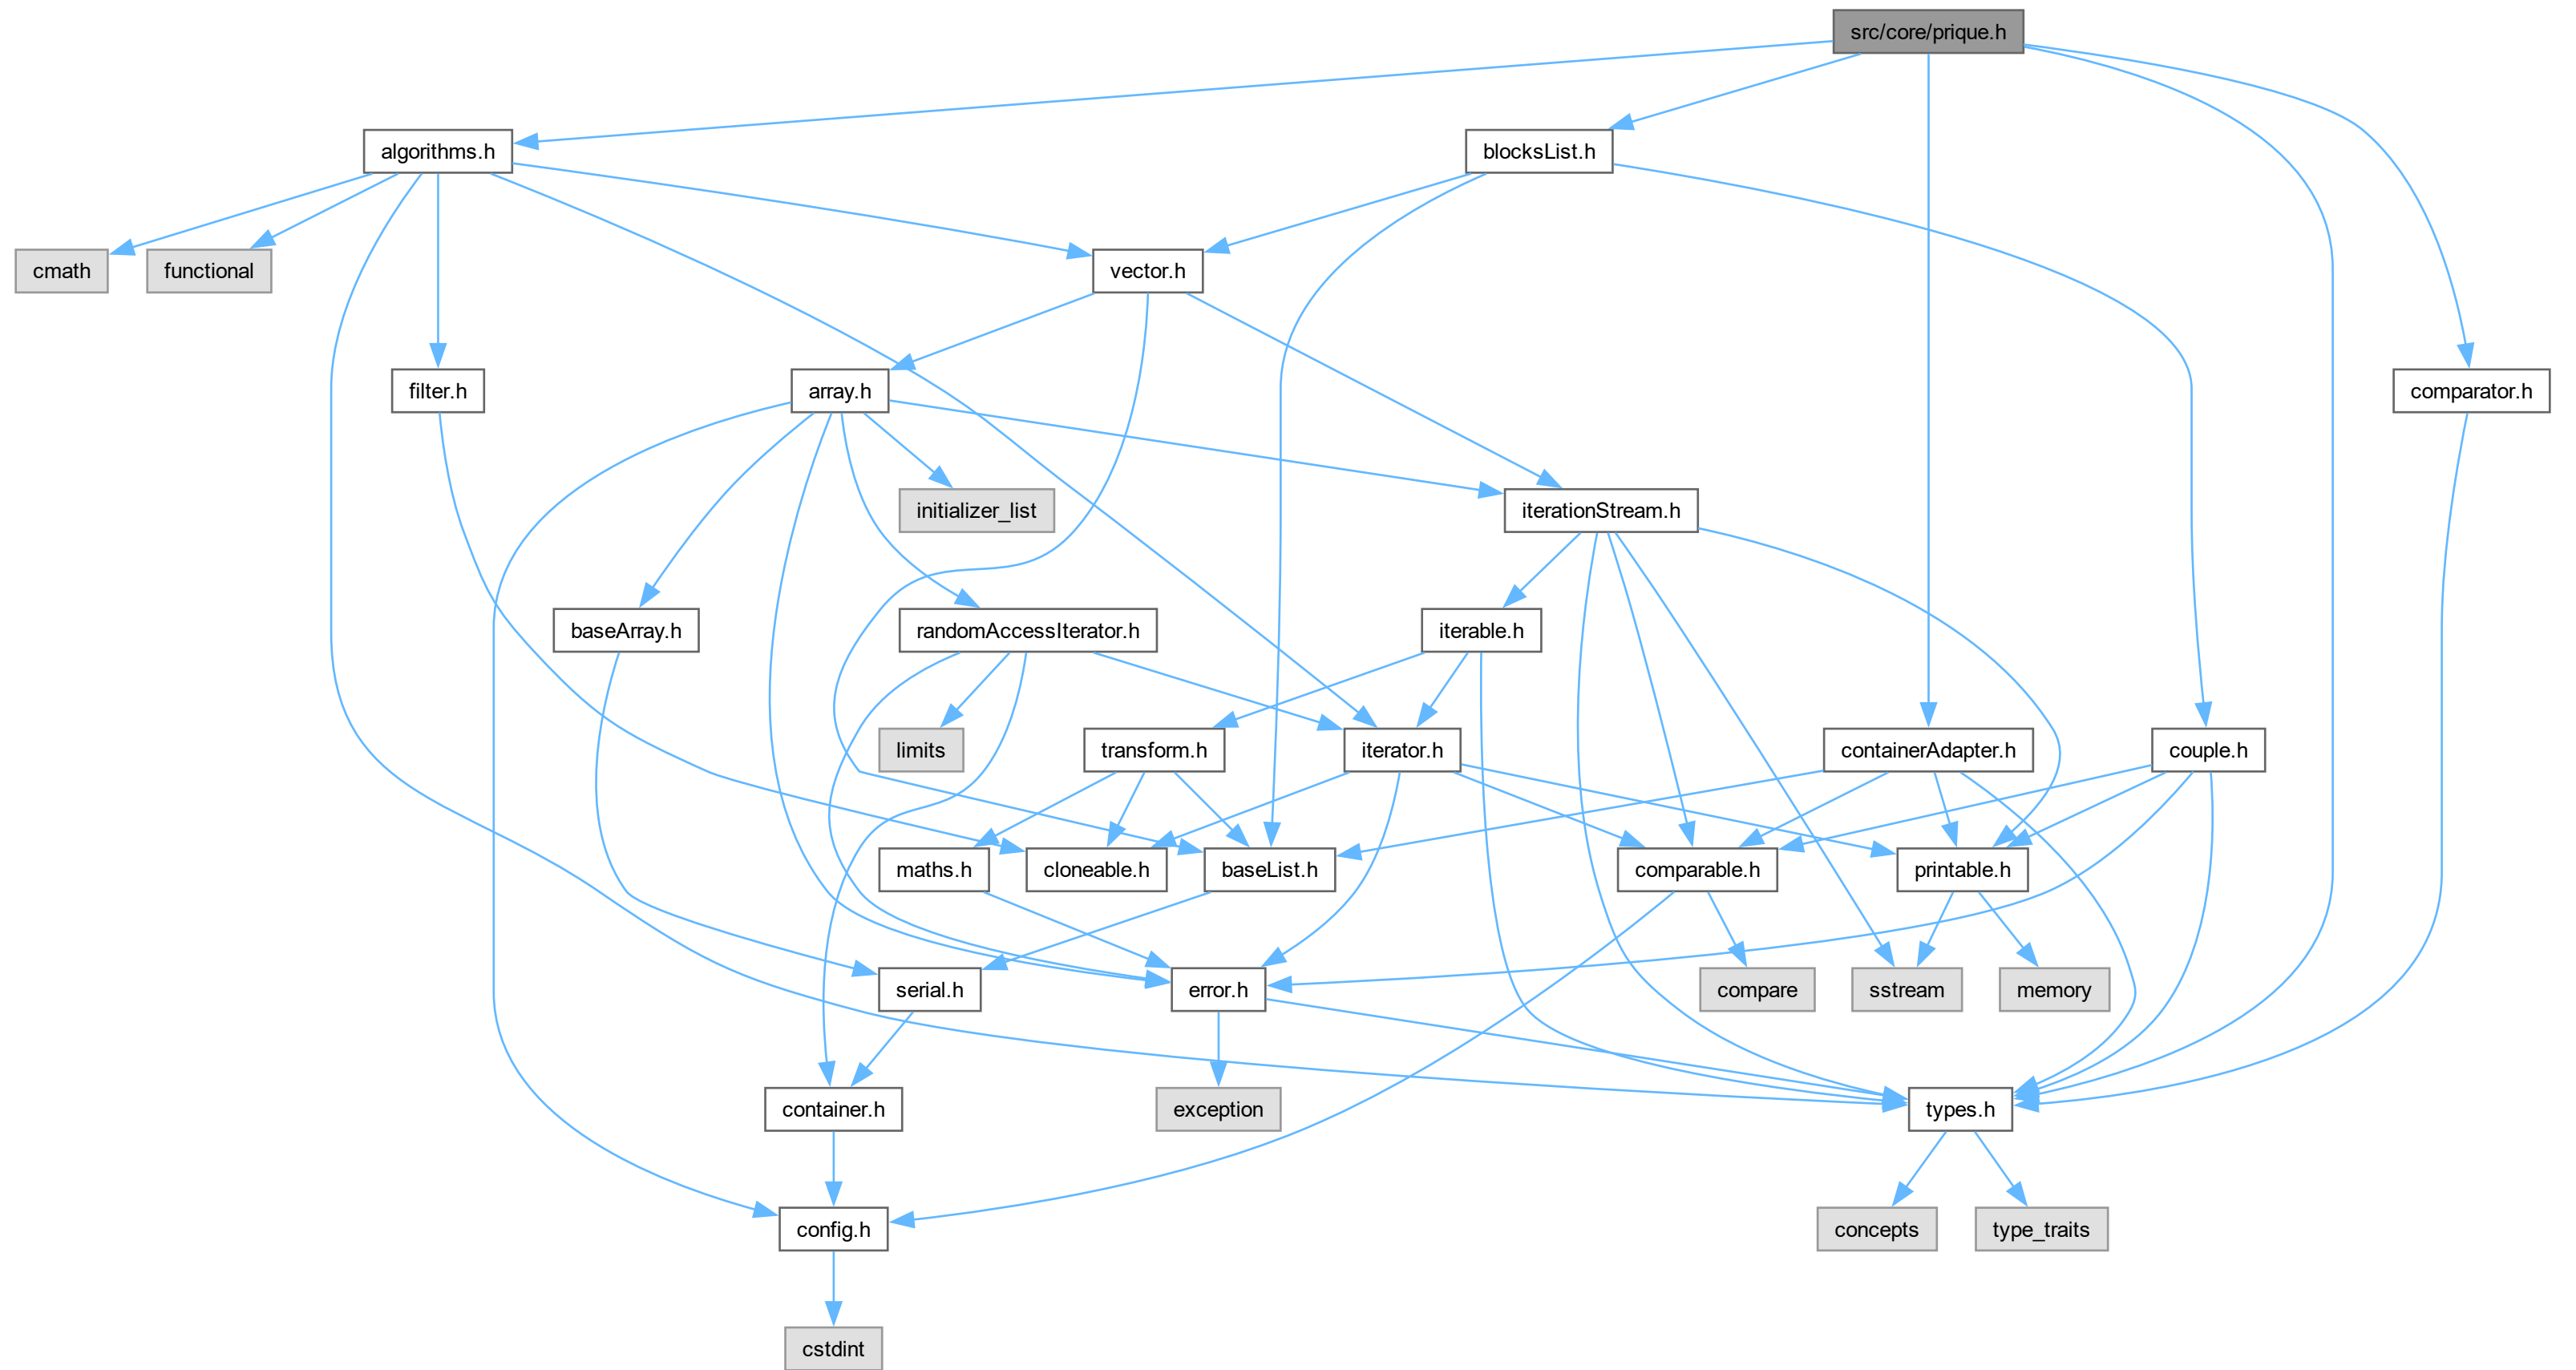 src/core/prique.h
algorithms.h
blocksList.h
cmath
functional
vector.h
filter.h
array.h
comparator.h
initializer_list
iterationStream.h
baseArray.h
randomAccessIterator.h
iterable.h
limits
transform.h
iterator.h
containerAdapter.h
couple.h
maths.h
cloneable.h
baseList.h
comparable.h
printable.h
serial.h
error.h
compare
sstream
memory
container.h
exception
types.h
config.h
concepts
type_traits
cstdint